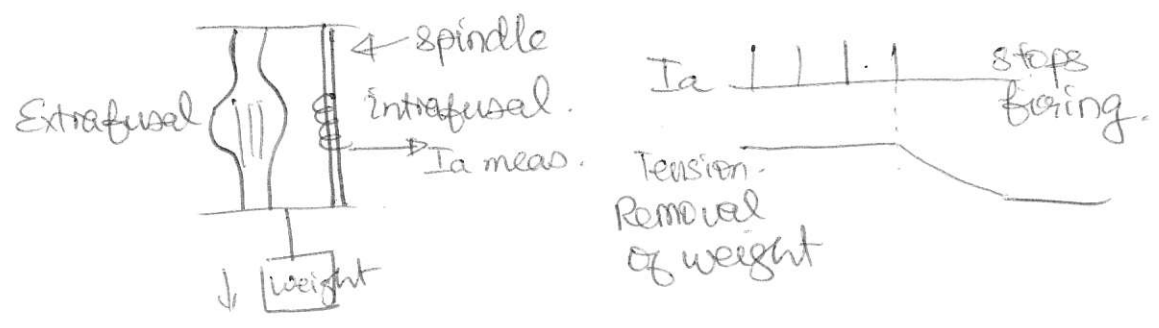 spindle
Extrafusal
intrafusal.
Ia meas.
weight
Ia
stops
firing.
Tension.
Removal
of weight